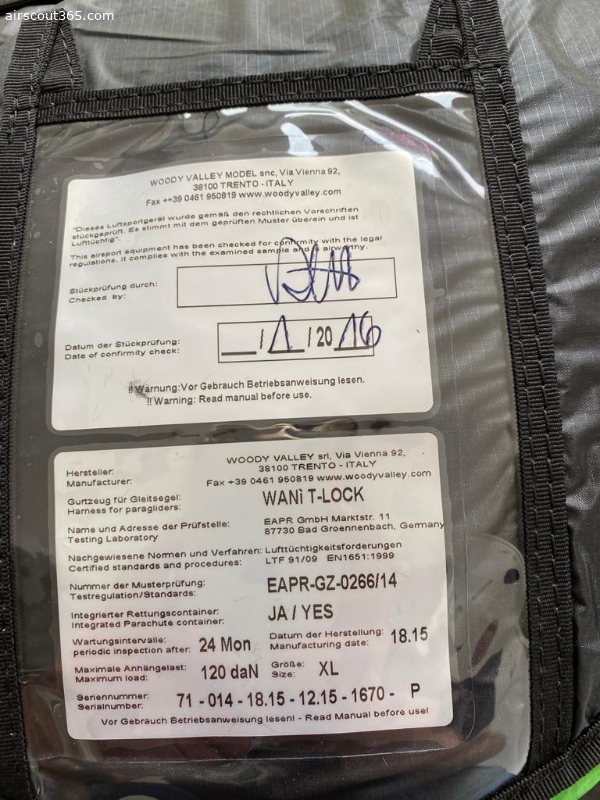 airscout365.com
WOODY VALLEY MODEL snc, Via Vienna 92,
38100 TRENTO - ITALY
Fax ++39 0461 950819 www.woodyvalley.com
"Dieses Luftsportgerät wurde gemäß den rechtlichen Vorschriften
stückgeprüft. Es stimmt mit dem geprüften Muster überein und ist
Lufttüchtig".
This airsport equipment has been checked for conformity with the legal
regulations. It complies with the examined sample and is airworthy.
Stückprüfung durch:
Checked by:
Datum der Stückprüfung:
Date of conformity check:
__ / 1 / 20 16
!! Warnung: Vor Gebrauch Betriebsanweisung lesen.
!! Warning: Read manual before use.
WOODY VALLEY srl, Via Vienna 92,
38100 TRENTO - ITALY
Fax +39 0461 950819 www.woodyvalley.com
Hersteller:
Manufacturer:
Gurtzeug für Gleitsegel:
Harness for paragliders:
WANI T-LOCK
Name und Adresse der Prüfstelle:
Testing Laboratory
EAPR GmbH Marktstr. 11
87730 Bad Groennenbach, Germany
Nachgewiesene Normen und Verfahren: Lufttüchtigkeitsforderungen
Certified standards and procedures: LTF 91/09 EN1651:1999
Nummer der Musterprüfung:
Testregulation/Standards:
EAPR-GZ-0266/14
Integrierter Rettungscontainer:
Integrated Parachute container:
JA / YES
Wartungsintervalle:
periodic inspection after:
24 Mon
Datum der Herstellung:
Manufacturing date:
18.15
Maximale Anhängelast:
Maximum load:
120 daN
Größe:
Size:
XL
Seriennummer:
Serialnumber:
71 - 014 - 18.15 - 12.15 - 1670 - P
Vor Gebrauch Betriebsanweisung lesen! - Read Manual before use!